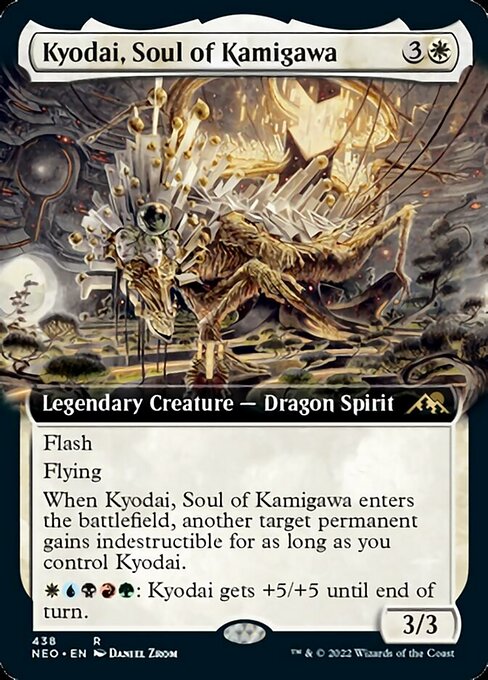 Kyodai, Soul of Kamigawa 3
Legendary Creature — Dragon Spirit
Flash
Flying
When Kyodai, Soul of Kamigawa enters
the battlefield, another target permanent
gains indestructible for as long as you
control Kyodai.
: Kyodai gets +5/+5 until end of
turn.
3/3
438 R
NEO • EN Daniel Zrom
™ & © 2022 Wizards of the Coast